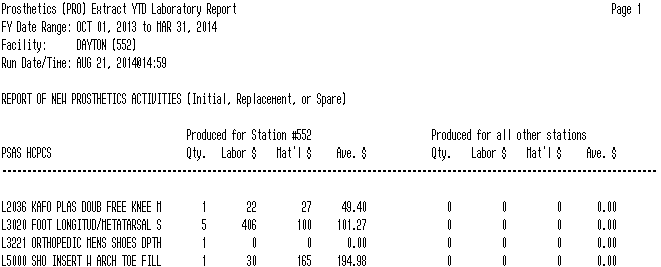 Prosthetics (PRO) Extract YTD Laboratory Report Page 1
FY Date Range: OCT 01, 2013 to MAR 31, 2014
Facility: DAYTON (552)
Run Date/Time: AUG 21, 2014@14:59
REPORT OF NEW PROSTHETICS ACTIVITIES (Initial, Replacement, or Spare)
Produced for Station #552 Produced for all other stations
PSAS HCPCS Qty. Labor $ Mat'l $ Ave. $ Qty. Labor $ Mat'l $ Ave. $
L2036 KAFO PLAS DOUB FREE KNEE M 1 22 27 49.40 0 0 0 0.00
L3020 FOOT LONGITUD/METATARSAL S 5 406 100 101.27 0 0 0 0.00
L3221 ORTHOPEDIC MENS SHOES DPTH 1 0 0 0.00 0 0 0 0.00
L5000 SHO INSERT W ARCH TOE FILL 1 30 165 194.98 0 0 0 0.00